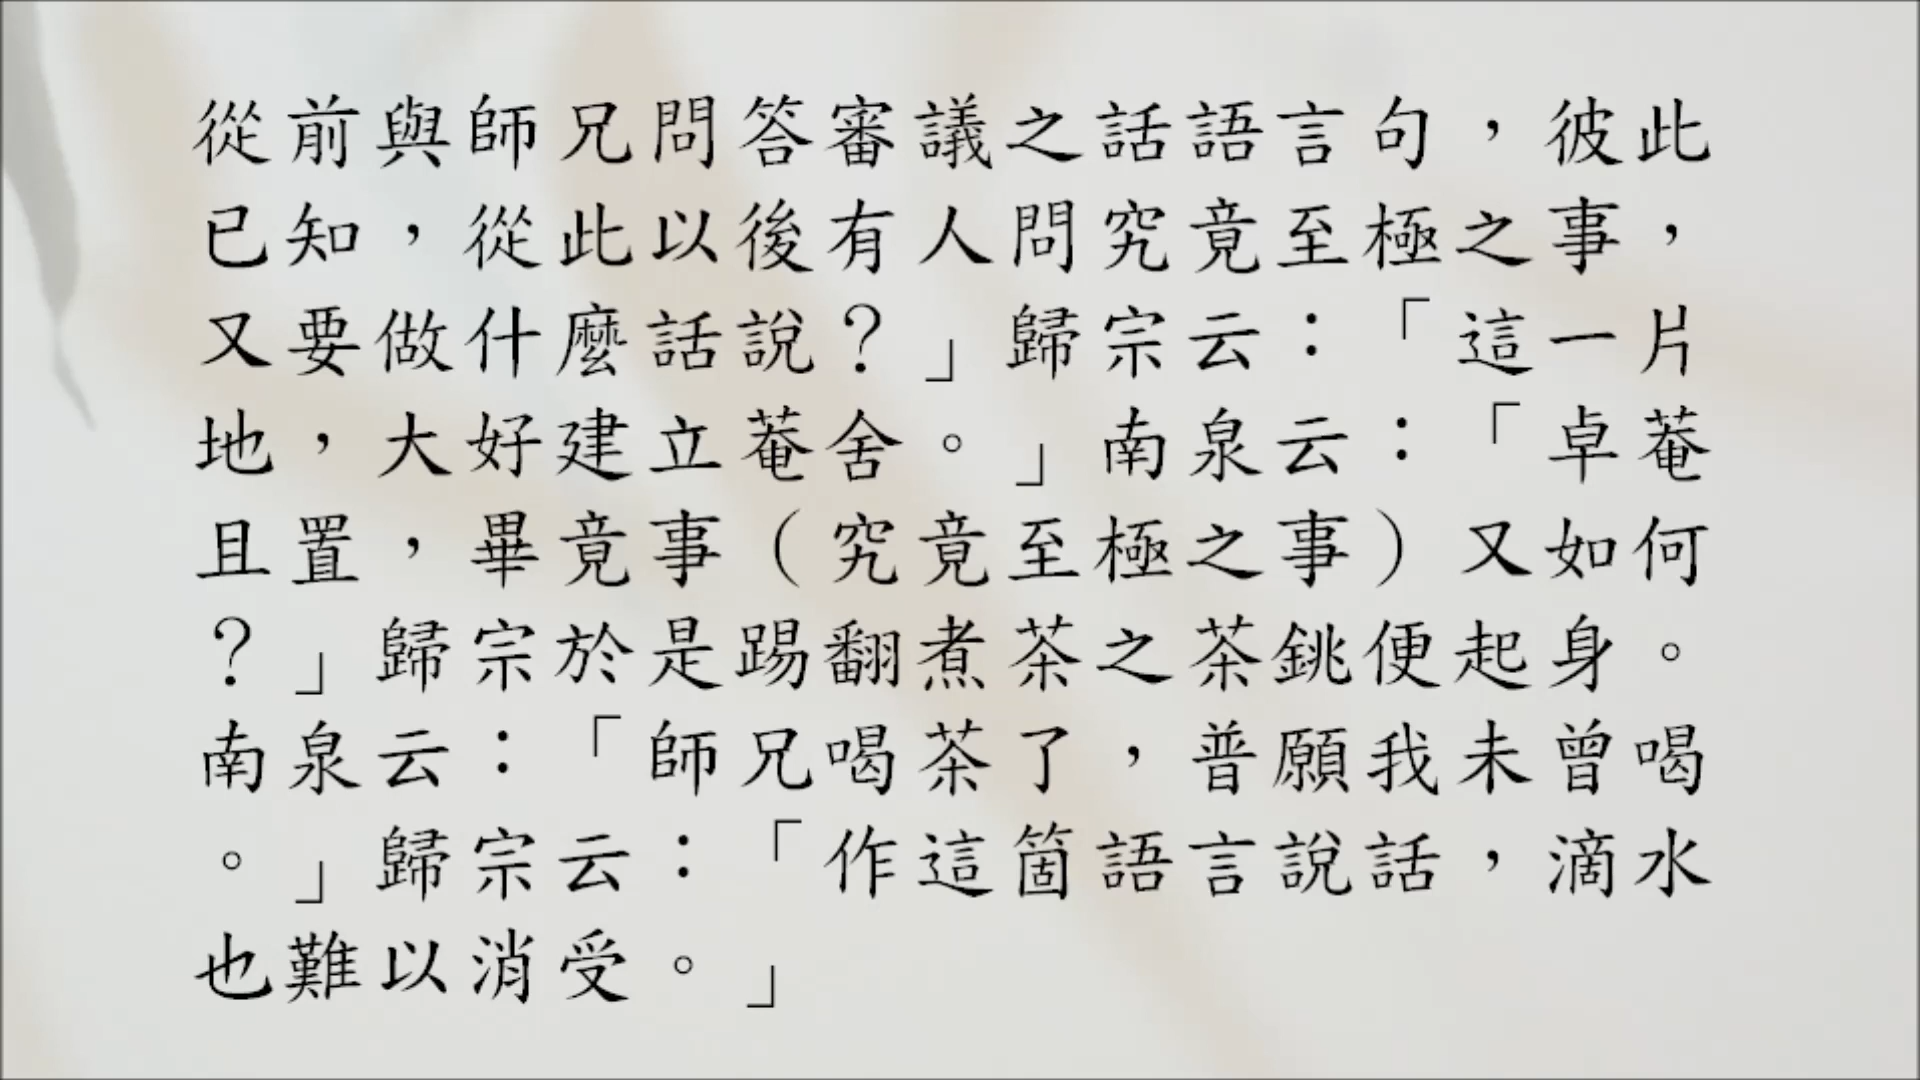 從前與師兄問答審議之話語言句，彼此
已知，從此以後有人問究竟至極之事，
又要做什麼話說？」歸宗云：「這一片
地，大好建立菴舍。」南泉云：「卓菴
且置，畢竟事（究竟至極之事）又如何
？」歸宗於是踢翻煮茶之茶銚便起身。
南泉云：「師兄喝茶了，普願我未曾喝
。」歸宗云：「作這箇語言說話，滴水
也難以消受。」